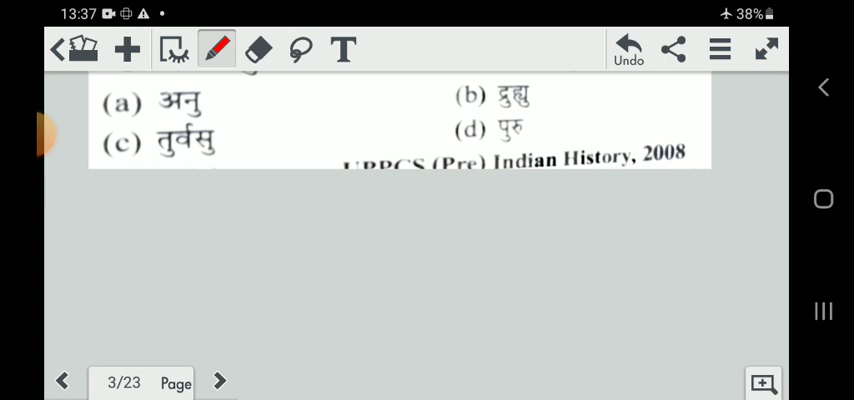 13:37
38%
T
Undo
(a) अनु
(b) द्रुह्यु
(c) तुर्वसु
(d) पुरु
UPPCS (Pre) Indian History, 2008
3/23 Page